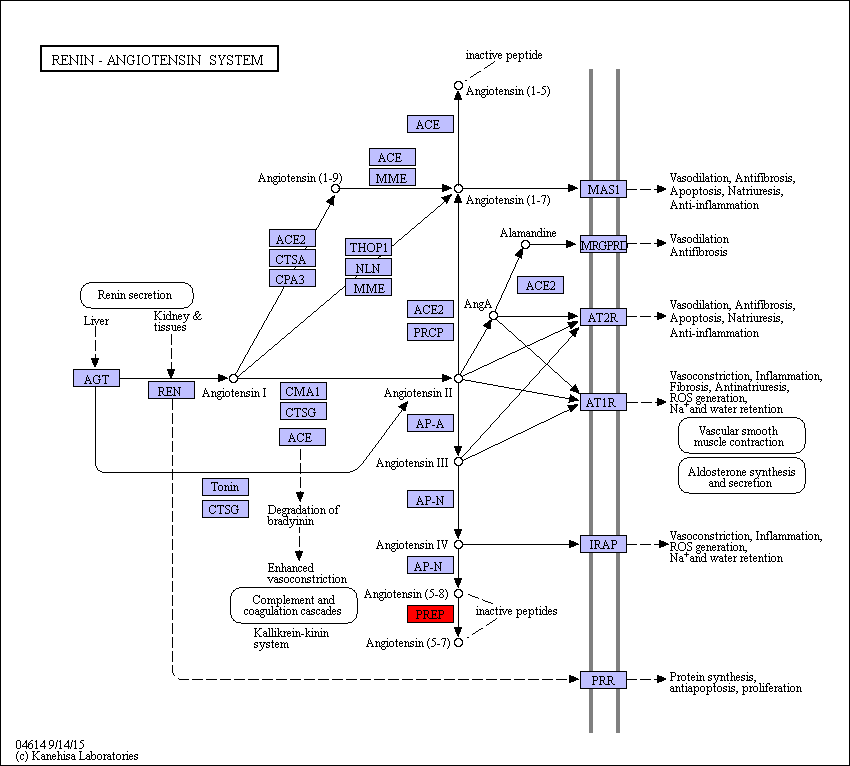 RENIN - ANGIOTENSIN SYSTEM
inactive peptide
Angiotensin (1-5)
ACE
ACE
MME
Angiotensin (1-9)
Angiotensin (1-7)
MAS1
Vasodilation, Antifibrosis,
Apoptosis, Natriuresis,
Anti-inflammation
ACE2
CTSA
CPA3
THOP1
NLN
MME
Alamandine
MRGPRD
Vasodilation
Antifibrosis
ACE2
Renin secretion
Liver
Kidney &
tissues
ACE2
PRCP
AngA
AT2R
Vasodilation, Antifibrosis,
Apoptosis, Natriuresis,
Anti-inflammation
AGT
REN
Angiotensin I
CMA1
CTSG
ACE
Angiotensin II
AP-A
AT1R
Vasoconstriction, Inflammation,
Fibrosis, Antinatriuresis,
ROS generation,
Na+ and water retention
Vascular smooth
muscle contraction
Aldosterone synthesis
and secretion
Angiotensin III
Tonin
CTSG
AP-N
Degradation of
bradyinin
Angiotensin IV
IRAP
Vasoconstriction, Inflammation,
ROS generation,
Na+ and water retention
Enhanced
vasoconstriction
AP-N
Complement and
coagulation cascades
Kallikrein-kinin
system
Angiotensin (5-8)
PREP
inactive peptides
Angiotensin (5-7)
PRR
Protein synthesis,
antiapoptosis, proliferation
04614 9/14/15
(c) Kanehisa Laboratories